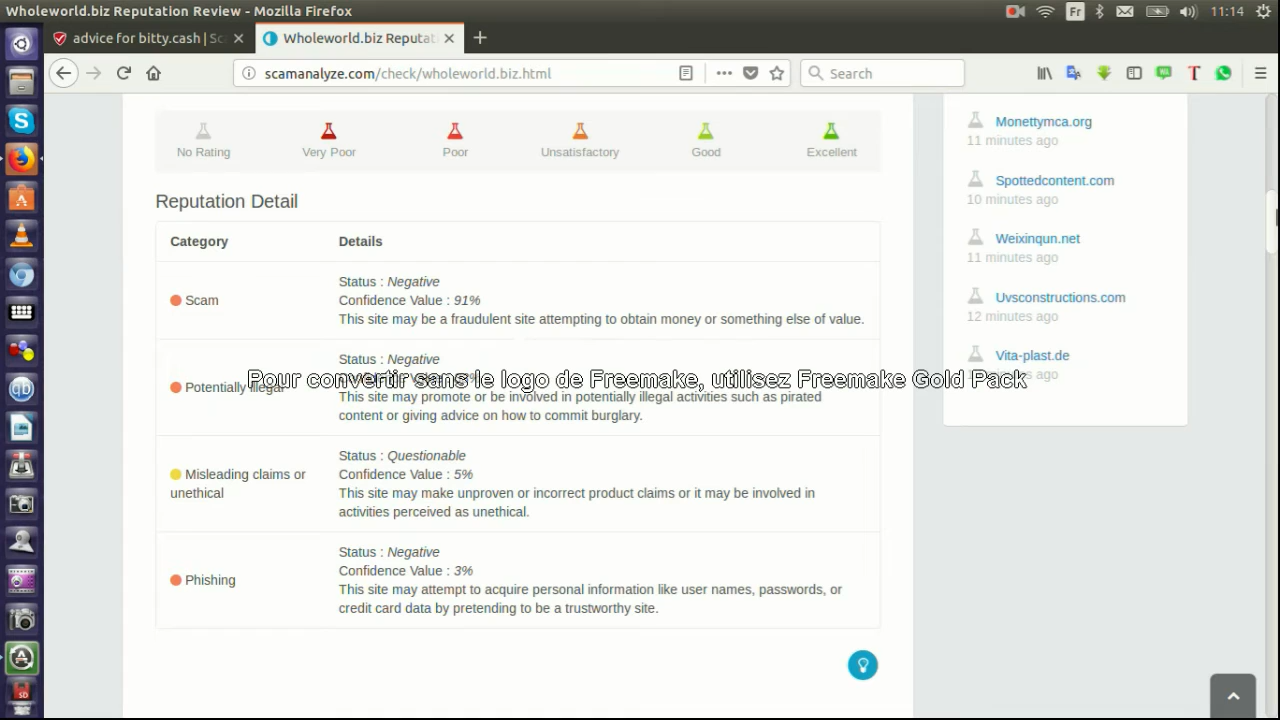 Wholeworld.biz Reputation Review - Mozilla Firefox
Fr
11:14
advice for bitty.cash | Sc
Wholeworld.biz Reputat
scamanalyze.com/check/wholeworld.biz.html
Search
No Rating
Very Poor
Poor
Unsatisfactory
Good
Excellent
Reputation Detail
Category
Details
Scam
Status : Negative
Confidence Value : 91%
This site may be a fraudulent site attempting to obtain money or something else of value.
Potentially illegal
Status : Negative
This site may promote or be involved in potentially illegal activities such as pirated
content or giving advice on how to commit burglary.
Pour convertir sans le logo de Freemake, utilisez Freemake Gold Pack
Misleading claims or
unethical
Status : Questionable
Confidence Value : 5%
This site may make unproven or incorrect product claims or it may be involved in
activities perceived as unethical.
Phishing
Status : Negative
Confidence Value : 3%
This site may attempt to acquire personal information like user names, passwords, or
credit card data by pretending to be a trustworthy site.
Monettymca.org
11 minutes ago
Spottedcontent.com
10 minutes ago
Weixinqun.net
11 minutes ago
Uvsconstructions.com
12 minutes ago
Vita-plast.de
minutes ago